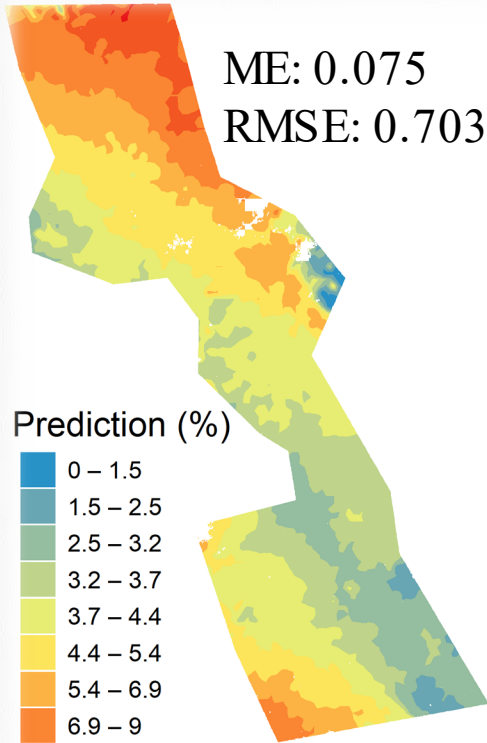 ME: 0.075
RMSE: 0.703
Prediction (%)
0 – 1.5
1.5 – 2.5
2.5 – 3.2
3.2 – 3.7
3.7 – 4.4
4.4 – 5.4
5.4 – 6.9
6.9 – 9